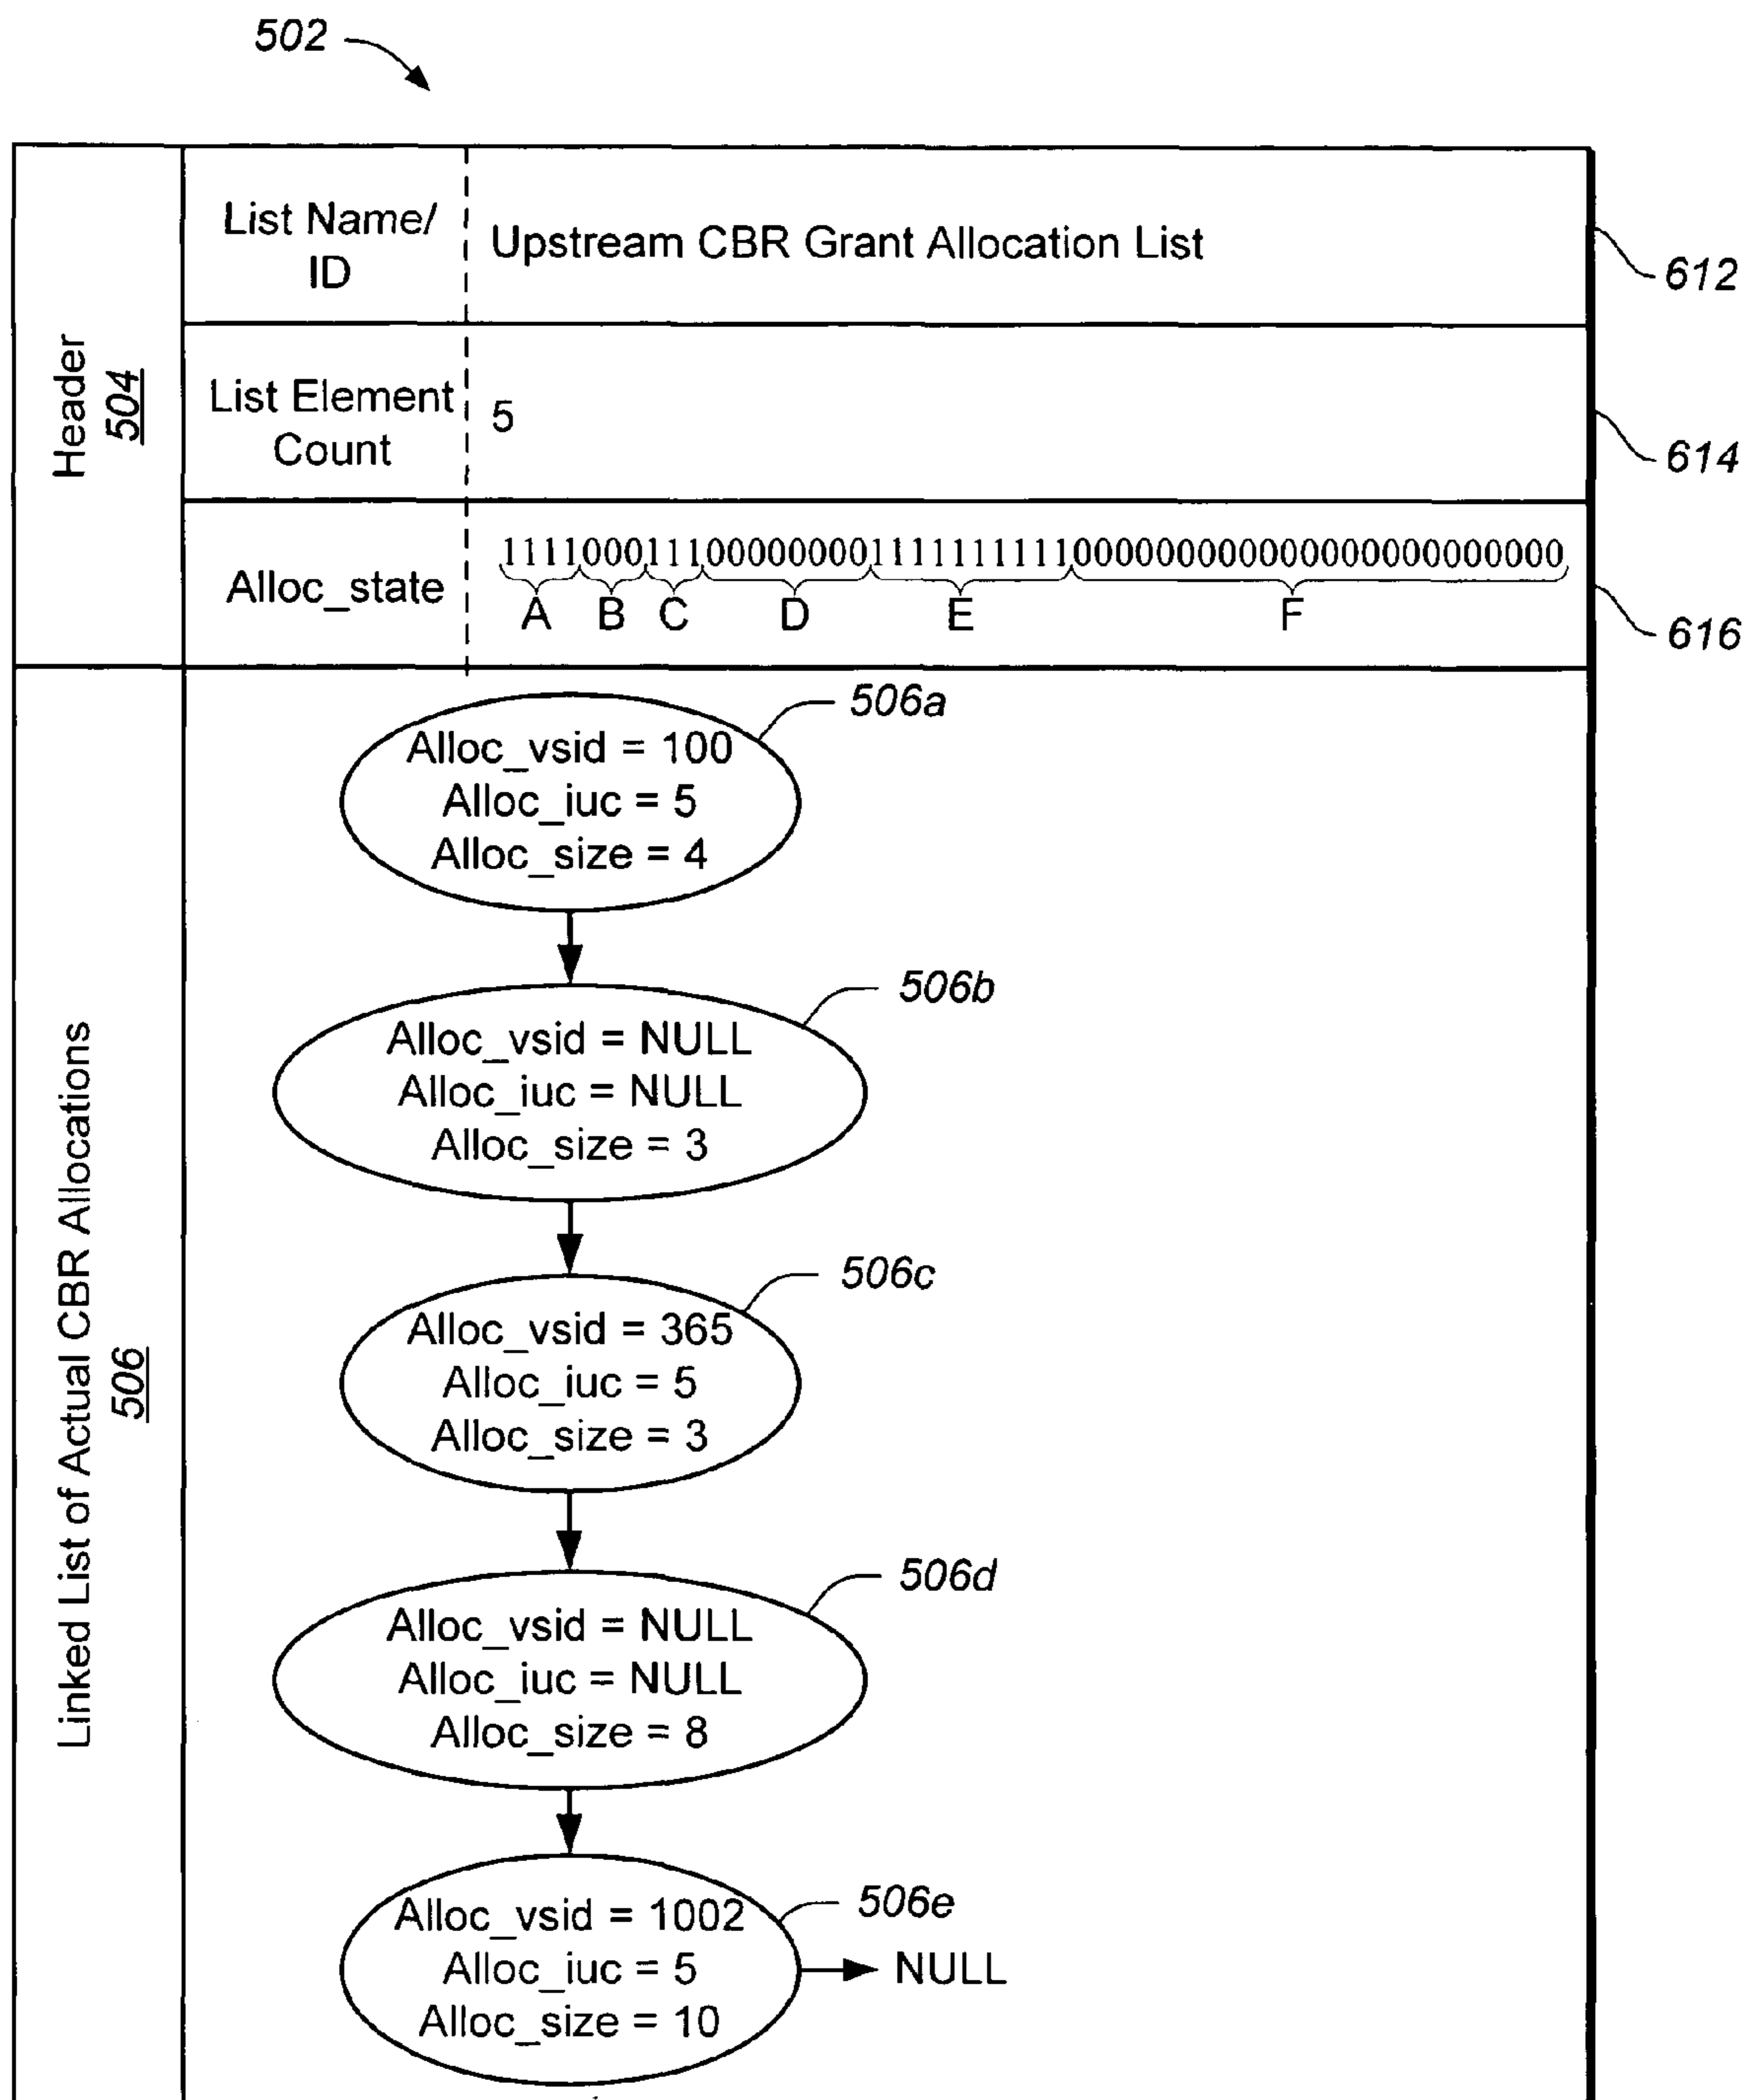 502
Header
504
List Name/
ID
Upstream CBR Grant Allocation List
612
List Element
Count
5
614
Alloc_state
1111000111000000001111111111000000000000000000000000
A B C D E F
616
Linked List of Actual CBR Allocations
506
506a
Alloc_vsid = 100
Alloc_iuc = 5
Alloc_size = 4
506b
Alloc_vsid = NULL
Alloc_iuc = NULL
Alloc_size = 3
506c
Alloc_vsid = 365
Alloc_iuc = 5
Alloc_size = 3
506d
Alloc_vsid = NULL
Alloc_iuc = NULL
Alloc_size = 8
506e
Alloc_vsid = 1002
Alloc_iuc = 5
Alloc_size = 10
NULL